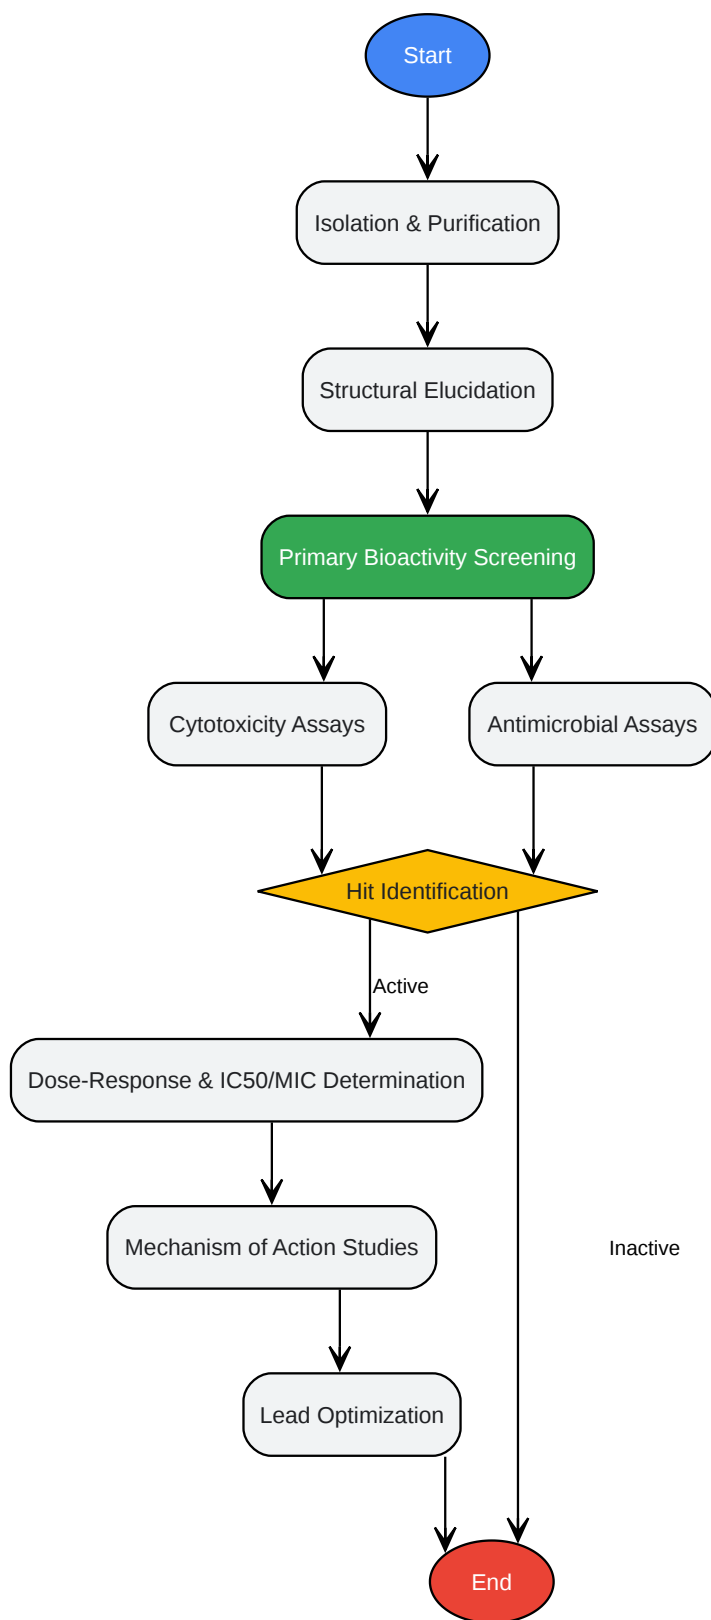 Start
Isolation & Purification
Structural Elucidation
Primary Bioactivity Screening
Cytotoxicity Assays
Antimicrobial Assays
Hit Identification
Active
Dose-Response & IC50/MIC Determination
Mechanism of Action Studies
Inactive
Lead Optimization
End